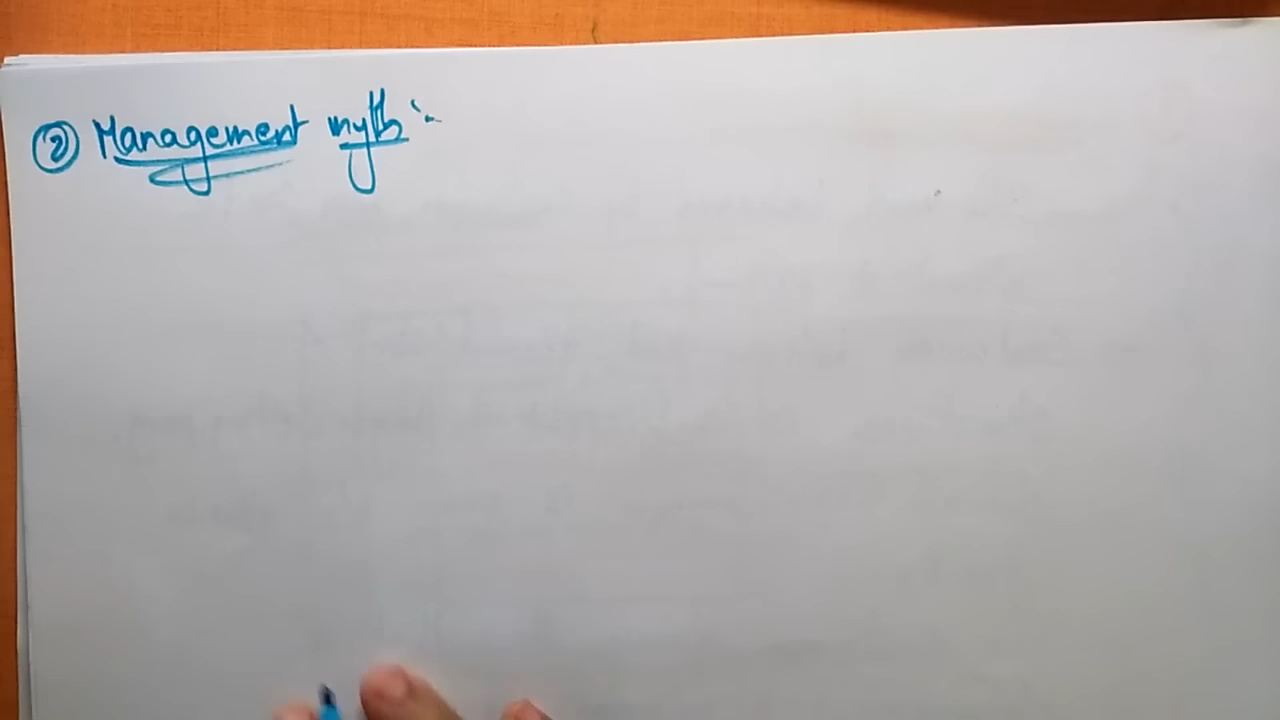 ② Management myth :-